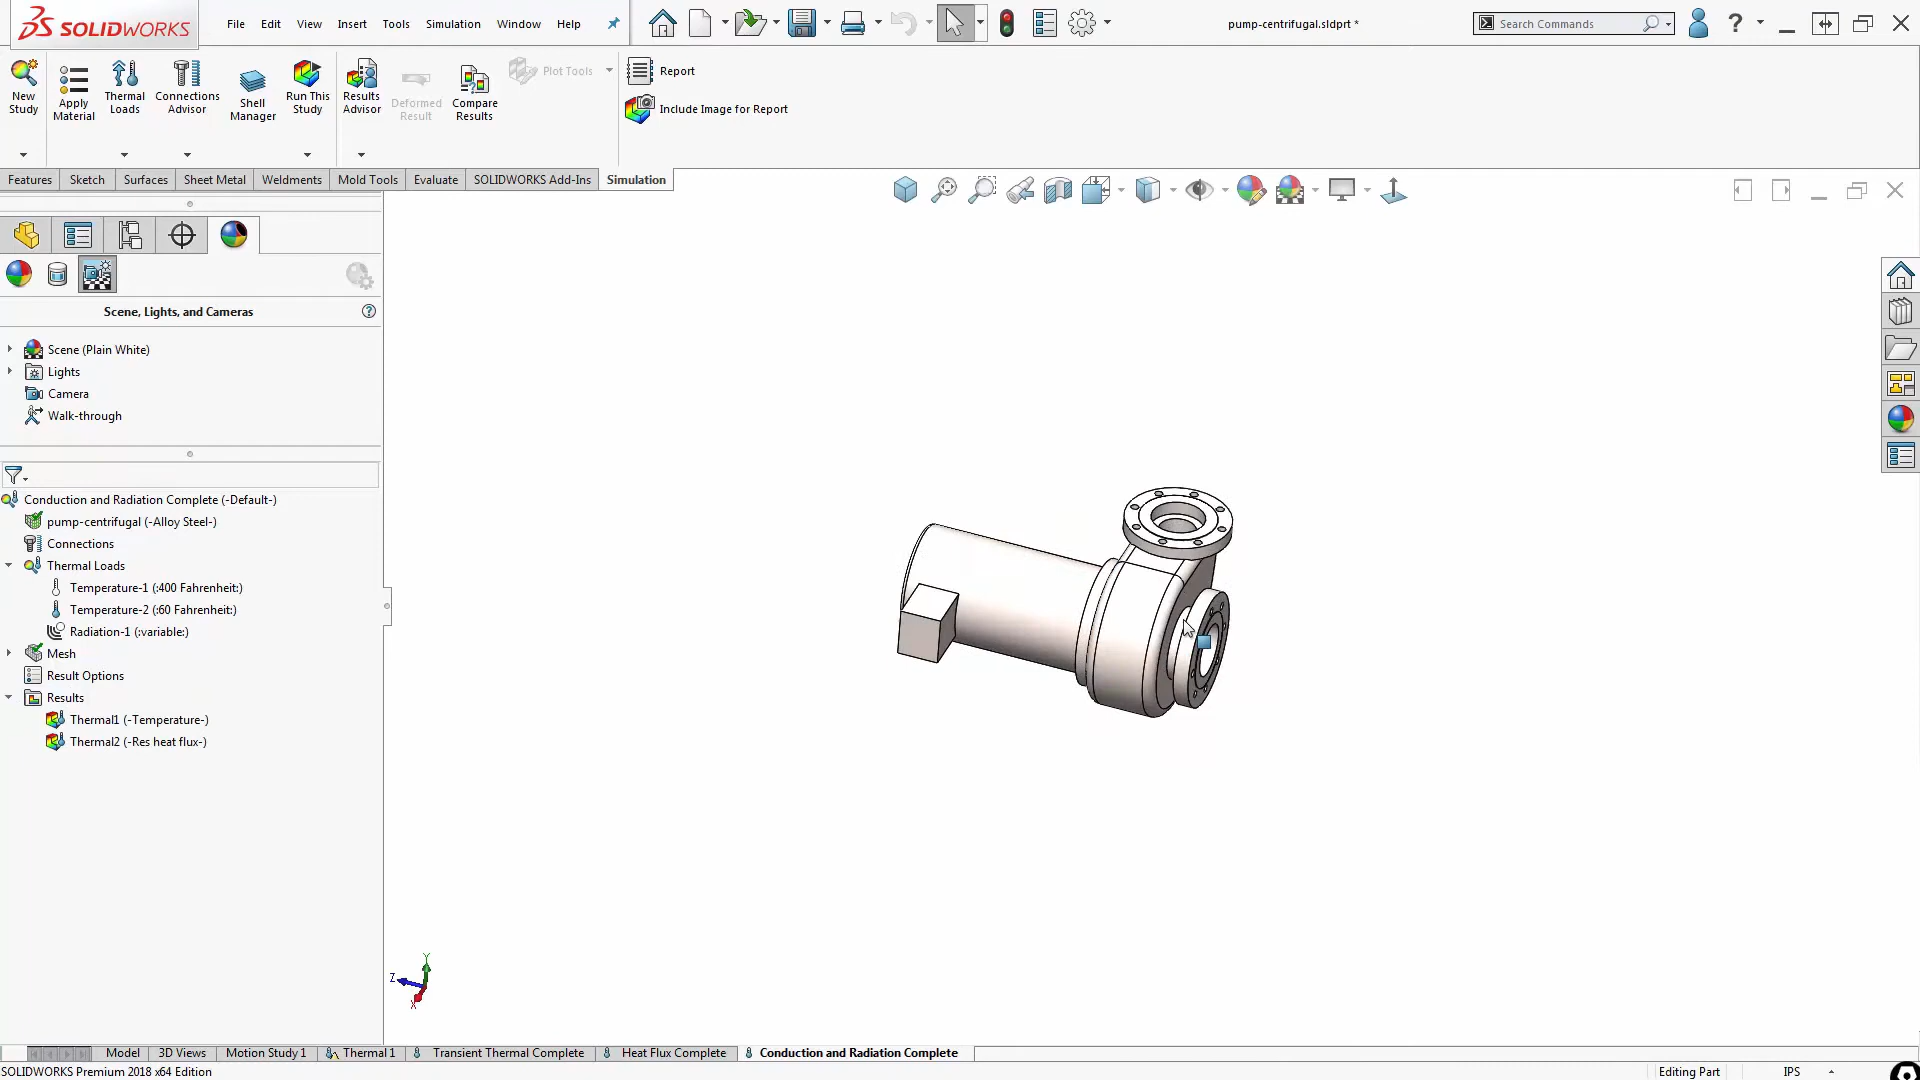 SOLIDWORKS File Edit View Insert Tools Simulation Window Help pump-centrifugal.sldprt * Search Commands ?
New Study
Apply Material
Thermal Loads
Connections Advisor
Shell Manager
Run This Study
Results Advisor
Deformed Result
Compare Results
Plot Tools
Report
Include Image for Report
Features Sketch Surfaces Sheet Metal Weldments Mold Tools Evaluate SOLIDWORKS Add-Ins Simulation
Scene, Lights, and Cameras ?
Scene (Plain White)
Lights
Camera
Walk-through
Conduction and Radiation Complete (-Default-)
pump-centrifugal (-Alloy Steel-)
Connections
Thermal Loads
Temperature-1 (:400 Fahrenheit:)
Temperature-2 (:60 Fahrenheit:)
Radiation-1 (:variable:)
Mesh
Result Options
Results
Thermal1 (-Temperature-)
Thermal2 (-Res heat flux-)
Y
Z
X
Model 3D Views Motion Study 1 Thermal 1 Transient Thermal Complete Heat Flux Complete Conduction and Radiation Complete
SOLIDWORKS Premium 2018 x64 Edition Editing Part IPS